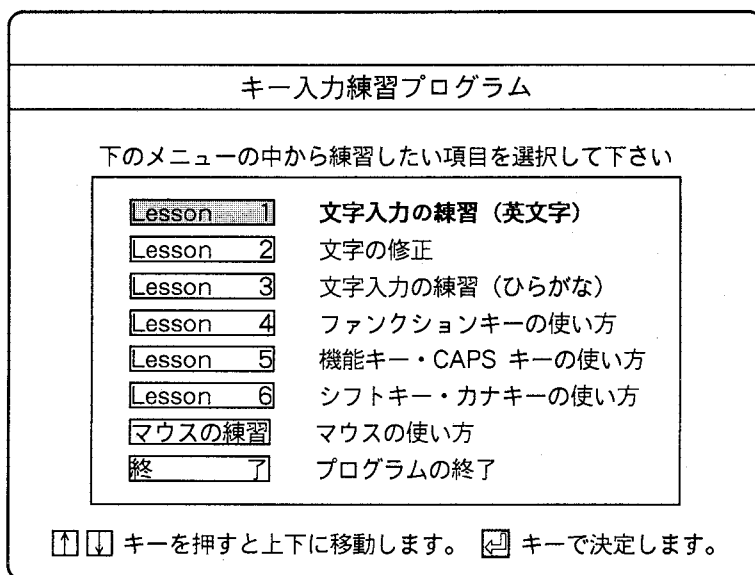 キー入力練習プログラム
下のメニューの中から練習したい項目を選択して下さい
Lesson 1 文字入力の練習（英文字）
Lesson 2 文字の修正
Lesson 3 文字入力の練習（ひらがな）
Lesson 4 ファンクションキーの使い方
Lesson 5 機能キー・CAPS キーの使い方
Lesson 6 シフトキー・カナキーの使い方
マウスの練習 マウスの使い方
終 了 プログラムの終了
↑ ↓ キーを押すと上下に移動します。 ↵ キーで決定します。